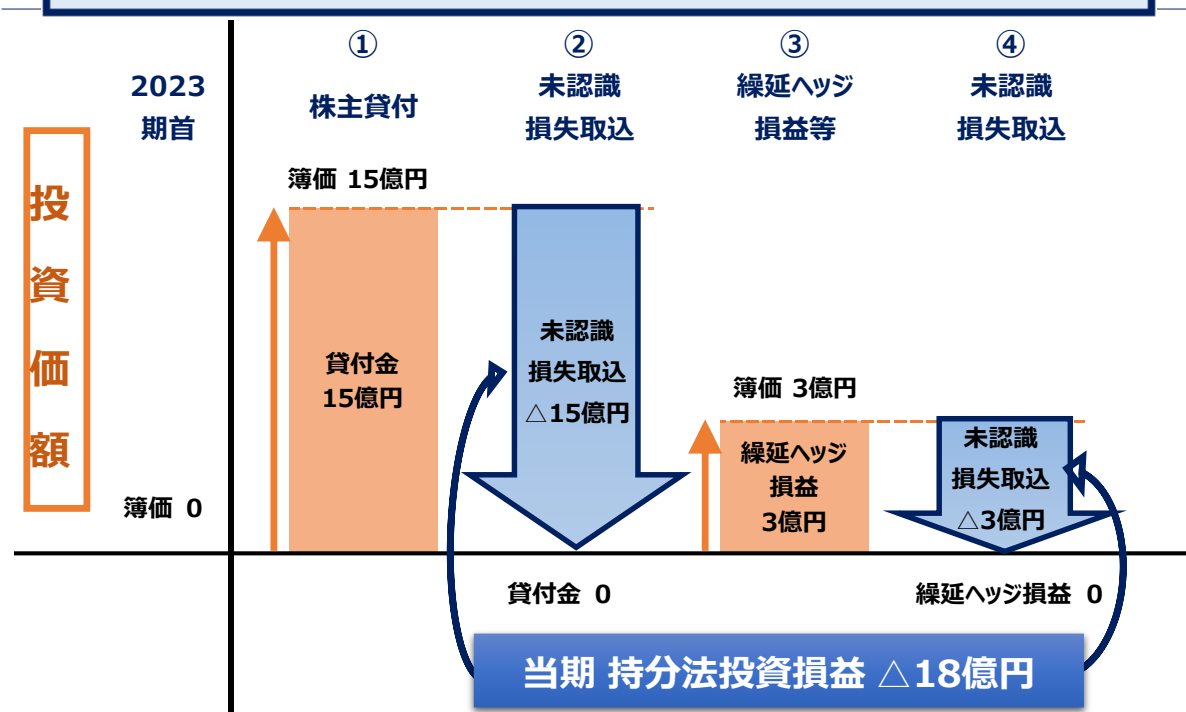 ①
②
③
④
2023
期首
株主貸付
未認識
損失取込
繰延ヘッジ
損益等
未認識
損失取込
投
資
価
額
簿価 15億円
貸付金
15億円
未認識
損失取込
△15億円
簿価 3億円
繰延ヘッジ
損益
3億円
未認識
損失取込
△3億円
簿価 0
貸付金 0
繰延ヘッジ損益 0
当期 持分法投資損益 △18億円